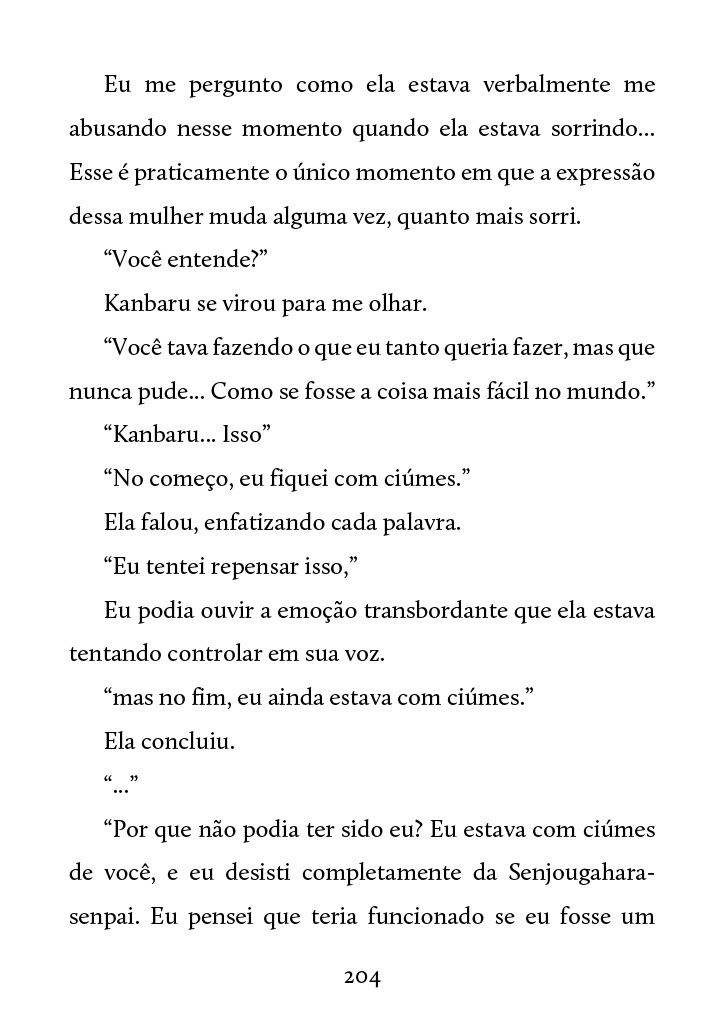 Eu me pergunto como ela estava verbalmente me
abusando nesse momento quando ela estava sorrindo...
Esse é praticamente o único momento em que a expressão
dessa mulher muda alguma vez, quanto mais sorri.
“Você entende?”
Kanbaru se virou para me olhar.
“Você tava fazendo o que eu tanto queria fazer, mas que
nunca pude... Como se fosse a coisa mais fácil no mundo.”
“Kanbaru... Isso”
“No começo, eu fiquei com ciúmes.”
Ela falou, enfatizando cada palavra.
“Eu tentei repensar isso,”
Eu podia ouvir a emoção transbordante que ela estava
tentando controlar em sua voz.
“mas no fim, eu ainda estava com ciúmes.”
Ela concluiu.
“...”
“Por que não podia ter sido eu? Eu estava com ciúmes
de você, e eu desisti completamente da Senjougahara-
senpai. Eu pensei que teria funcionado se eu fosse um
204